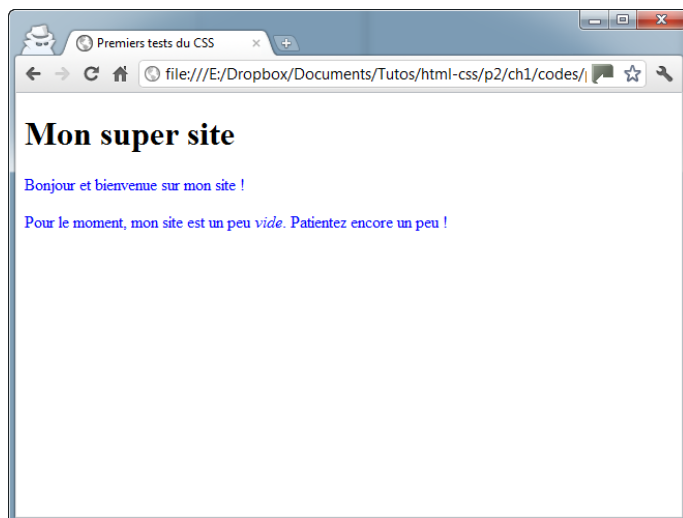 Premiers tests du CSS
file:///E:/Dropbox/Documents/Tutos/html-css/p2/ch1/codes/
Mon super site
Bonjour et bienvenue sur mon site !
Pour le moment, mon site est un peu vide. Patientez encore un peu !